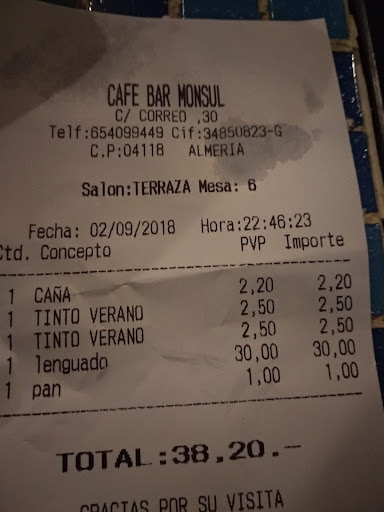 CAFE BAR MONSUL
C/ CORREO ,30
Telf:654099449 Cif:34850823-G
C.P:04118 ALMERIA
Salon:TERRAZA Mesa: 6
Fecha: 02/09/2018 Hora:22:46:23
Ctd. Concepto PVP Importe
1 CAÑA 2,20 2,20
1 TINTO VERANO 2,50 2,50
1 TINTO VERANO 2,50 2,50
1 lenguado 30,00 30,00
1 pan 1,00 1,00
TOTAL:38,20.-
GRACIAS POR SU VISITA